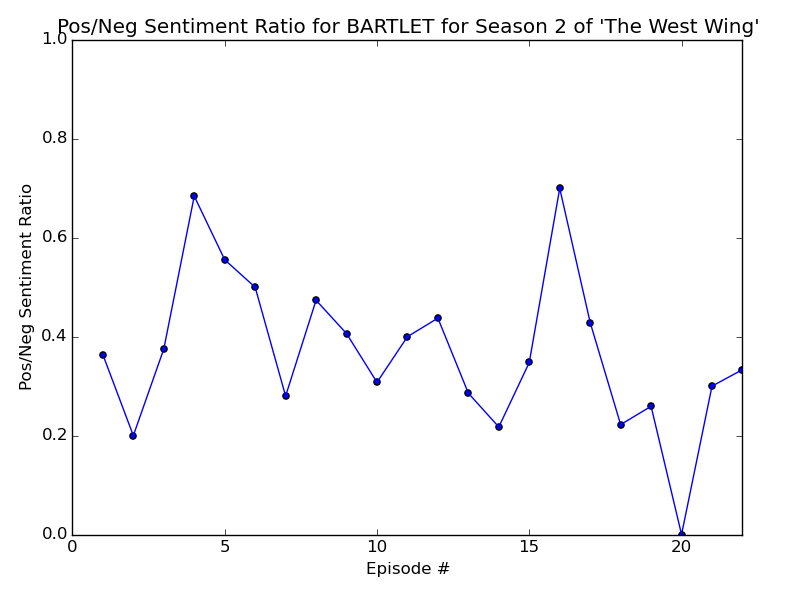 Pos/Neg Sentiment Ratio for BARTLET for Season 2 of 'The West Wing'
1.0
0.8
0.6
0.4
0.2
0.0
Pos/Neg Sentiment Ratio
0 5 10 15 20
Episode #